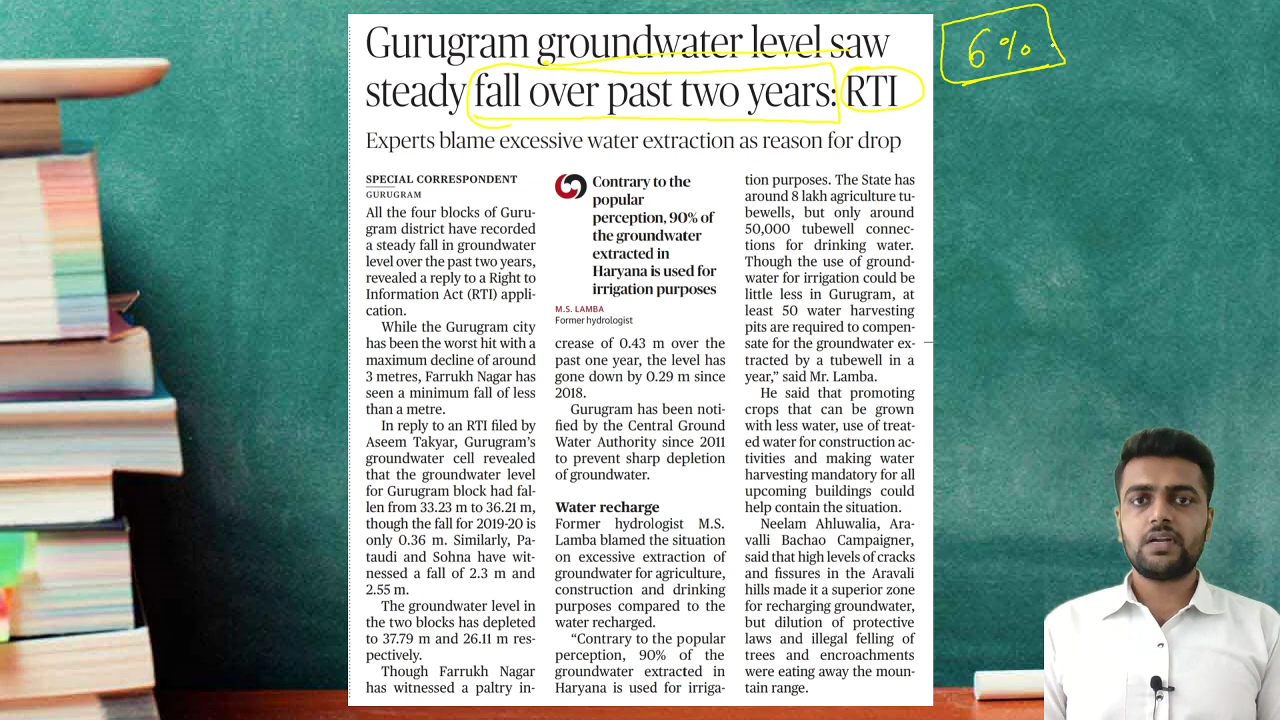 Gurugram groundwater level saw
steady fall over past two years: RTI
6%
Experts blame excessive water extraction as reason for drop
SPECIAL CORRESPONDENT
GURUGRAM
All the four blocks of Guru-
gram district have recorded
a steady fall in groundwater
level over the past two years,
revealed a reply to a Right to
Information Act (RTI) appli-
cation.
While the Gurugram city
has been the worst hit with a
maximum decline of around
3 metres, Farrukh Nagar has
seen a minimum fall of less
than a metre.
In reply to an RTI filed by
Aseem Takyar, Gurugram's
groundwater cell revealed
that the groundwater level
for Gurugram block had fal-
len from 33.23 m to 36.21 m,
though the fall for 2019-20 is
only 0.36 m. Similarly, Pa-
taudi and Sohna have wit-
nessed a fall of 2.3 m and
2.55 m.
The groundwater level in
the two blocks has depleted
to 37.79 m and 26.11 m res-
pectively.
Though Farrukh Nagar
has witnessed a paltry in-
Contrary to the
popular
perception, 90% of
the groundwater
extracted in
Haryana is used for
irrigation purposes
M.S. LAMBA
Former hydrologist
crease of 0.43 m over the
past one year, the level has
gone down by 0.29 m since
2018.
Gurugram has been noti-
fied by the Central Ground
Water Authority since 2011
to prevent sharp depletion
of groundwater.
Water recharge
Former hydrologist M.S.
Lamba blamed the situation
on excessive extraction of
groundwater for agriculture,
construction and drinking
purposes compared to the
water recharged.
"Contrary to the popular
perception, 90% of the
groundwater extracted in
Haryana is used for irriga-
tion purposes. The State has
around 8 lakh agriculture tu-
bewells, but only around
50,000 tubewell connec-
tions for drinking water.
Though the use of ground-
water for irrigation could be
little less in Gurugram, at
least 50 water harvesting
pits are required to compen-
sate for the groundwater ex-
tracted by a tubewell in a
year," said Mr. Lamba.
He said that promoting
crops that can be grown
with less water, use of treat-
ed water for construction ac-
tivities and making water
harvesting mandatory for all
upcoming buildings could
help contain the situation.
Neelam Ahluwalia, Ara-
valli Bachao Campaigner,
said that high levels of cracks
and fissures in the Aravali
hills made it a superior zone
for recharging groundwater,
but dilution of protective
laws and illegal felling of
trees and encroachments
were eating away the moun-
tain range.